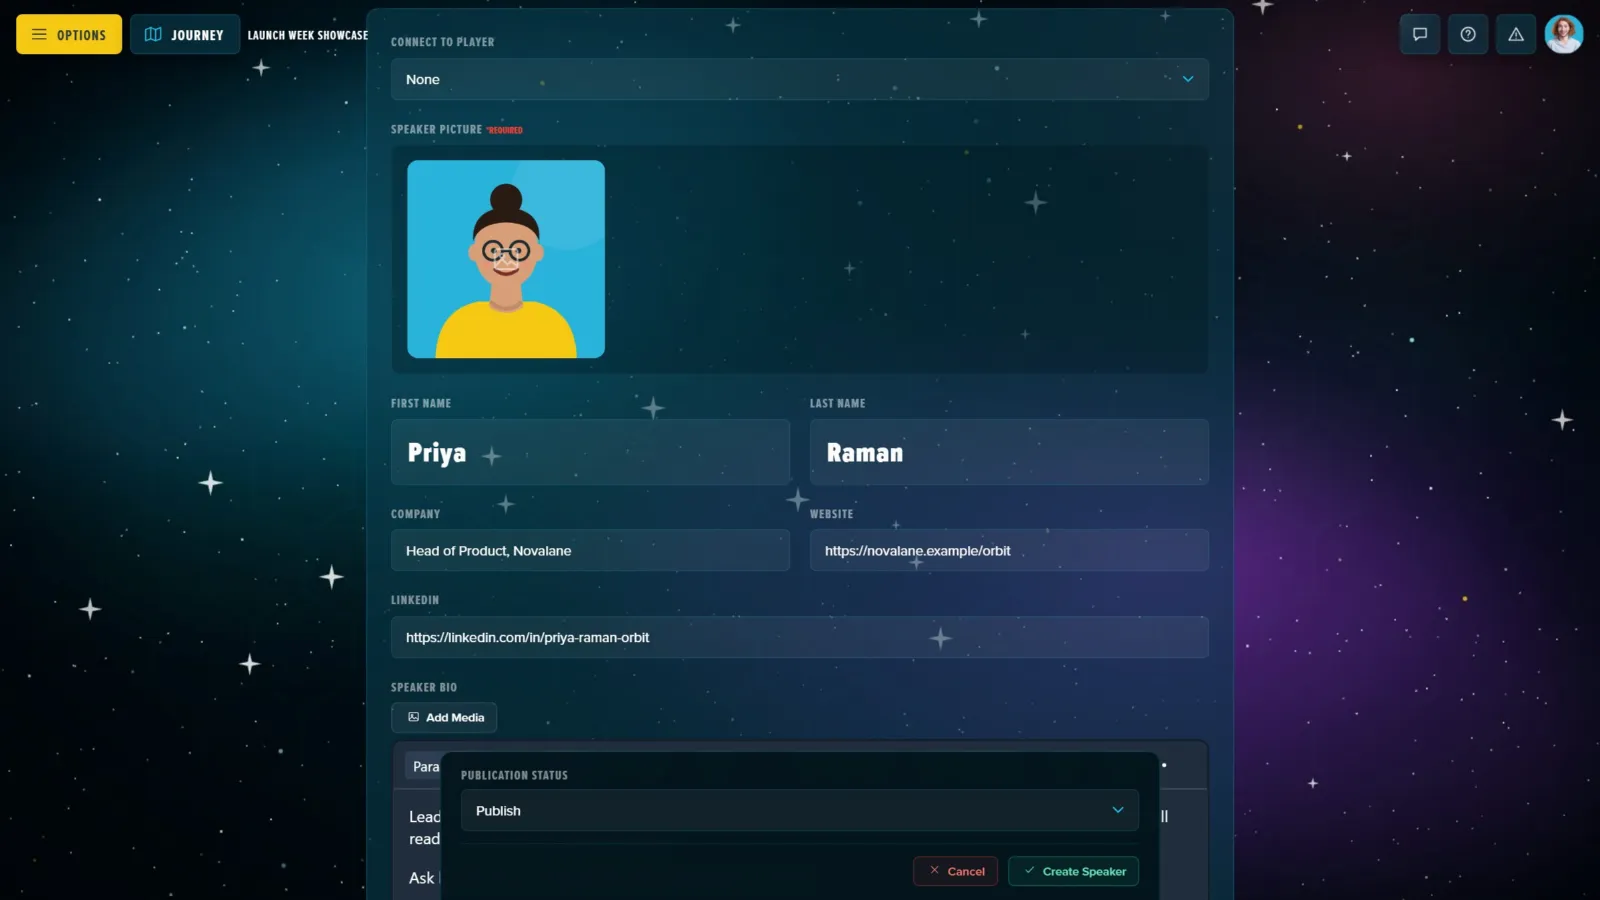 OPTIONS
JOURNEY
LAUNCH WEEK SHOWCASE
CONNECT TO PLAYER
None
SPEAKER PICTURE *REQUIRED
FIRST NAME
LAST NAME
Priya
Raman
COMPANY
WEBSITE
Head of Product, Novalane
https://novalane.example/orbit
LINKEDIN
https://linkedin.com/in/priya-raman-orbit
SPEAKER BIO
Add Media
Para
PUBLICATION STATUS
Publish
Lead
ll
read
Ask
Cancel
Create Speaker